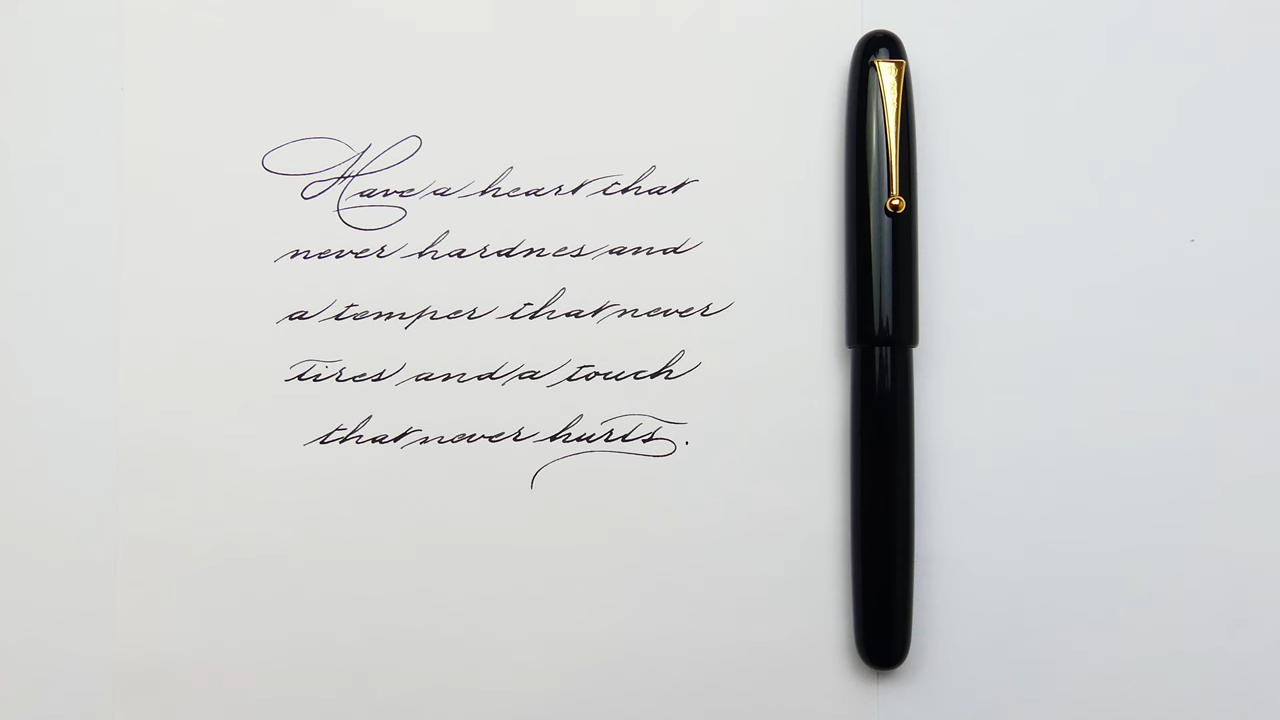 Have a heart that
never hardnes and
a temper that never
tires and a touch
that never hurts.